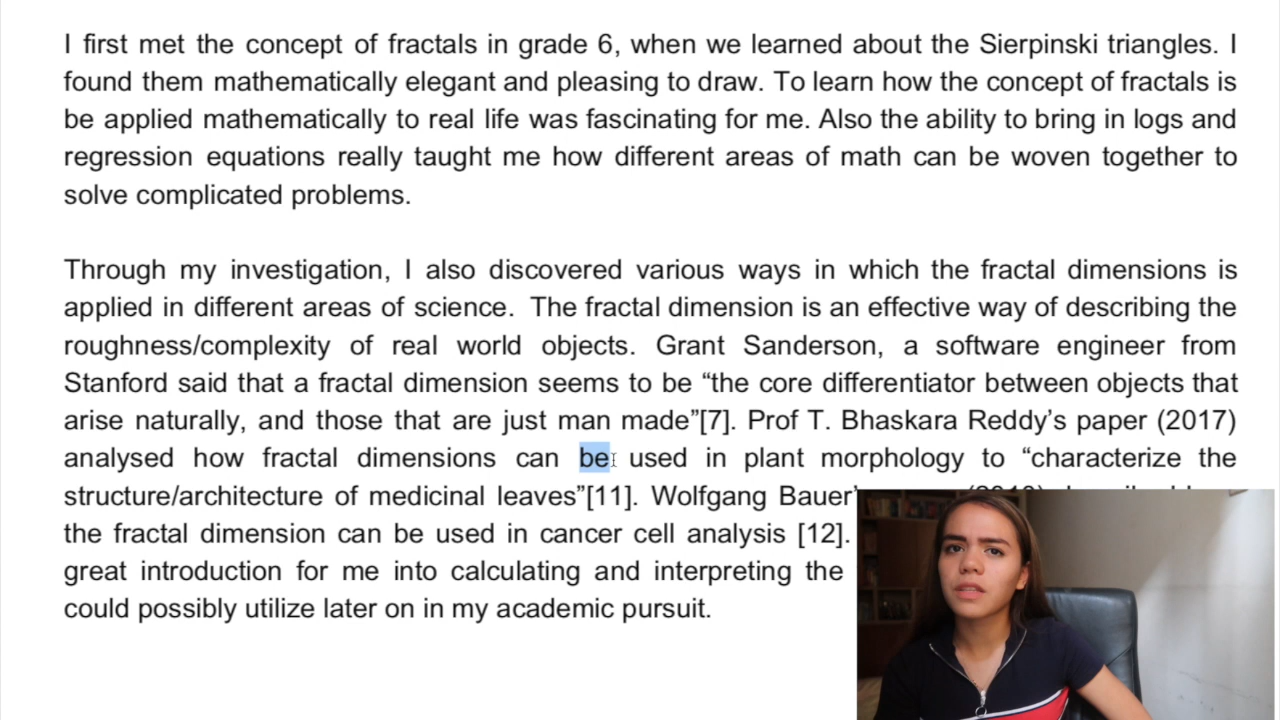 I first met the concept of fractals in grade 6, when we learned about the Sierpinski triangles. I
found them mathematically elegant and pleasing to draw. To learn how the concept of fractals is
be applied mathematically to real life was fascinating for me. Also the ability to bring in logs and
regression equations really taught me how different areas of math can be woven together to
solve complicated problems.
Through my investigation, I also discovered various ways in which the fractal dimensions is
applied in different areas of science.  The fractal dimension is an effective way of describing the
roughness/complexity of real world objects. Grant Sanderson, a software engineer from
Stanford said that a fractal dimension seems to be “the core differentiator between objects that
arise naturally, and those that are just man made”[7]. Prof T. Bhaskara Reddy’s paper (2017)
analysed how fractal dimensions can be used in plant morphology to “characterize the
structure/architecture of medicinal leaves”[11]. Wolfgang Bauer’
the fractal dimension can be used in cancer cell analysis [12].
great introduction for me into calculating and interpreting the
could possibly utilize later on in my academic pursuit.